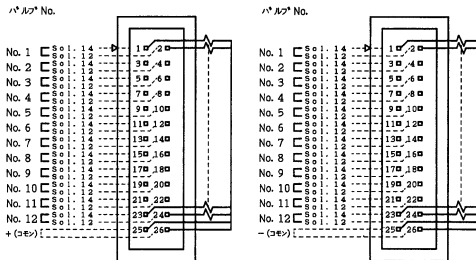 ﾊﾞﾙﾌﾞ No.
No. 1 Sol.14 1 2
Sol.12
No. 2 Sol.14 3 4
Sol.12
No. 3 Sol.14 5 6
Sol.12
No. 4 Sol.14 7 8
Sol.12
No. 5 Sol.14 9 10
Sol.12
No. 6 Sol.14 11 12
Sol.12
No. 7 Sol.14 13 14
Sol.12
No. 8 Sol.14 15 16
Sol.12
No. 9 Sol.14 17 18
Sol.12
No. 10 Sol.14 19 20
Sol.12
No. 11 Sol.14 21 22
Sol.12
No. 12 Sol.14 23 24
Sol.12
+(コモン) 25 26
ﾊﾞﾙﾌﾞ No.
No. 1 Sol.14 1 2
Sol.12
No. 2 Sol.14 3 4
Sol.12
No. 3 Sol.14 5 6
Sol.12
No. 4 Sol.14 7 8
Sol.12
No. 5 Sol.14 9 10
Sol.12
No. 6 Sol.14 11 12
Sol.12
No. 7 Sol.14 13 14
Sol.12
No. 8 Sol.14 15 16
Sol.12
No. 9 Sol.14 17 18
Sol.12
No. 10 Sol.14 19 20
Sol.12
No. 11 Sol.14 21 22
Sol.12
No. 12 Sol.14 23 24
Sol.12
-(コモン) 25 26